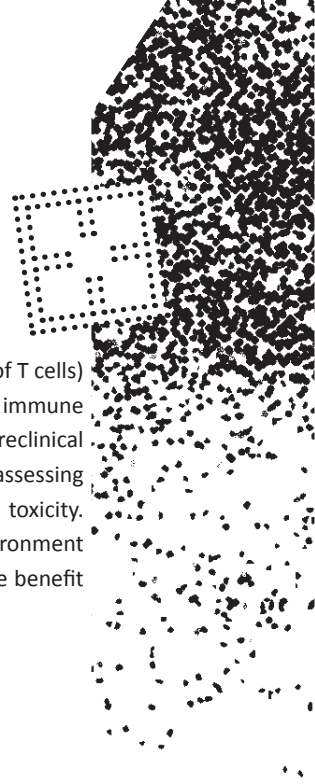 of T cells)
immune
reclinical
assessing
toxicity.
ronment
e benefit